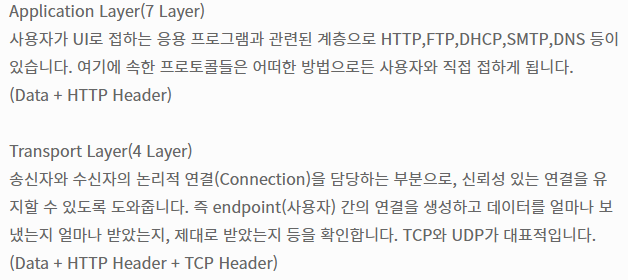 Application Layer(7 Layer)
사용자가 UI로 접하는 응용 프로그램과 관련된 계층으로 HTTP,FTP,DHCP,SMTP,DNS 등이
있습니다. 여기에 속한 프로토콜들은 어떠한 방법으로든 사용자와 직접 접하게 됩니다.
(Data + HTTP Header)
Transport Layer(4 Layer)
송신자와 수신자의 논리적 연결(Connection)을 담당하는 부분으로, 신뢰성 있는 연결을 유
지할 수 있도록 도와줍니다. 즉 endpoint(사용자) 간의 연결을 생성하고 데이터를 얼마나 보
냈는지 얼마나 받았는지, 제대로 받았는지 등을 확인합니다. TCP와 UDP가 대표적입니다.
(Data + HTTP Header + TCP Header)